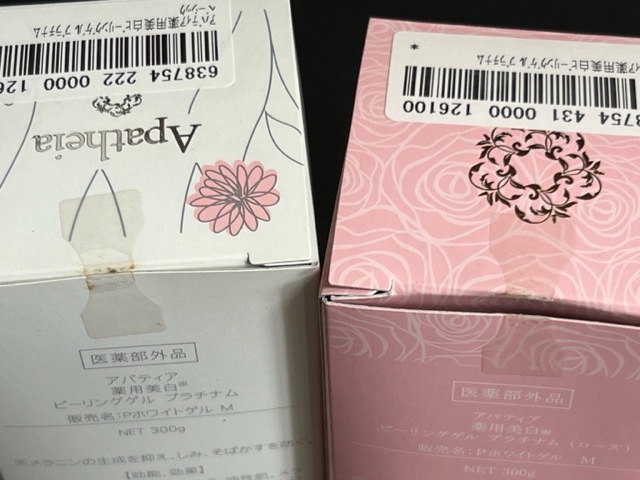 アパティア薬用美白ピーリングゲル プラチナム
ベーシック
638754 222 0000 126
Apatheia
医薬部外品
アパティア
薬用美白※
ピーリングゲル プラチナム
販売名:Pホワイトゲル M
NET 300g
※メラニンの生成を抑え、しみ、そばかすを防ぐ。
【効能、効果】
*
ィア薬用美白ピーリングゲル プラチナム
8754 431 0000 126100
医薬部外品
アパティア
薬用美白※
ピーリングゲル プラチナム (ローズ)
販売名:Pホワイトゲル M
NET 300g